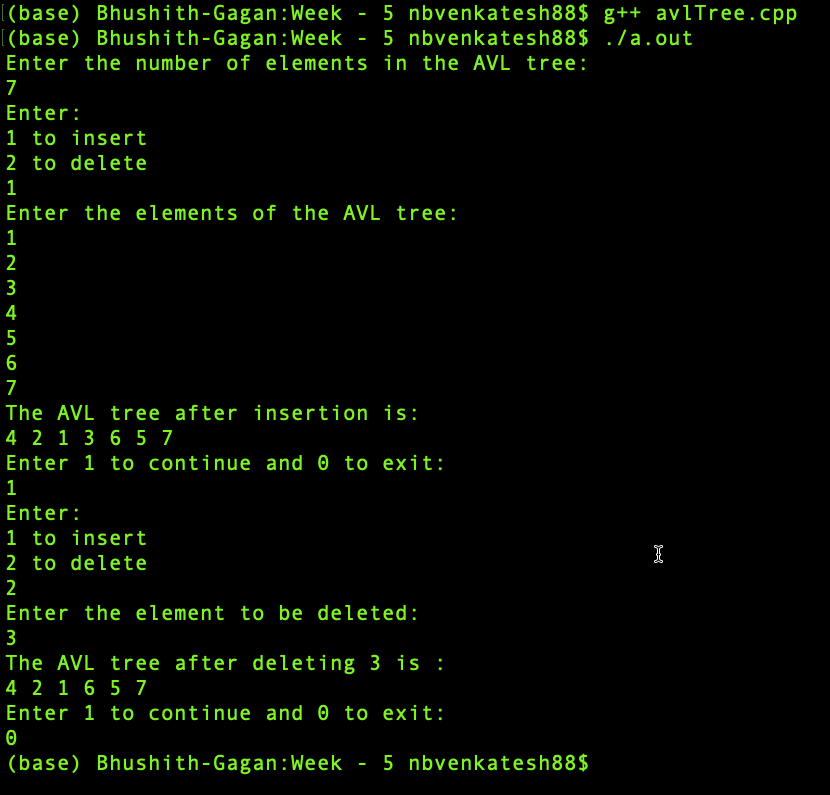 (base) Bhushith-Gagan:Week - 5 nbvenkatesh88$ g++ avlTree.cpp
(base) Bhushith-Gagan:Week - 5 nbvenkatesh88$ ./a.out
Enter the number of elements in the AVL tree:
7
Enter:
1 to insert
2 to delete
1
Enter the elements of the AVL tree:
1
2
3
4
5
6
7
The AVL tree after insertion is:
4 2 1 3 6 5 7
Enter 1 to continue and 0 to exit:
1
Enter:
1 to insert
2 to delete
2
Enter the element to be deleted:
3
The AVL tree after deleting 3 is :
4 2 1 6 5 7
Enter 1 to continue and 0 to exit:
0
(base) Bhushith-Gagan:Week - 5 nbvenkatesh88$